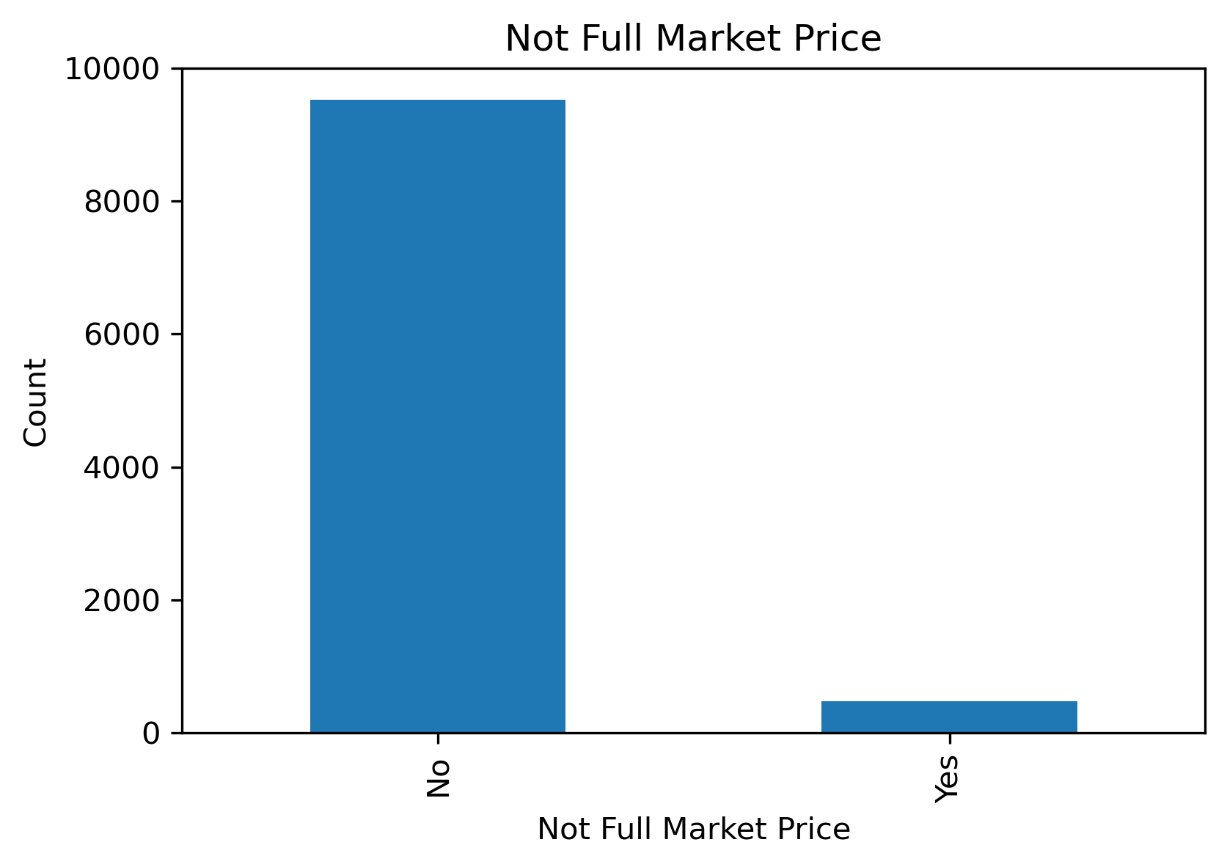 Not Full Market Price
10000
8000
6000
4000
2000
0
Count
No
Yes
Not Full Market Price